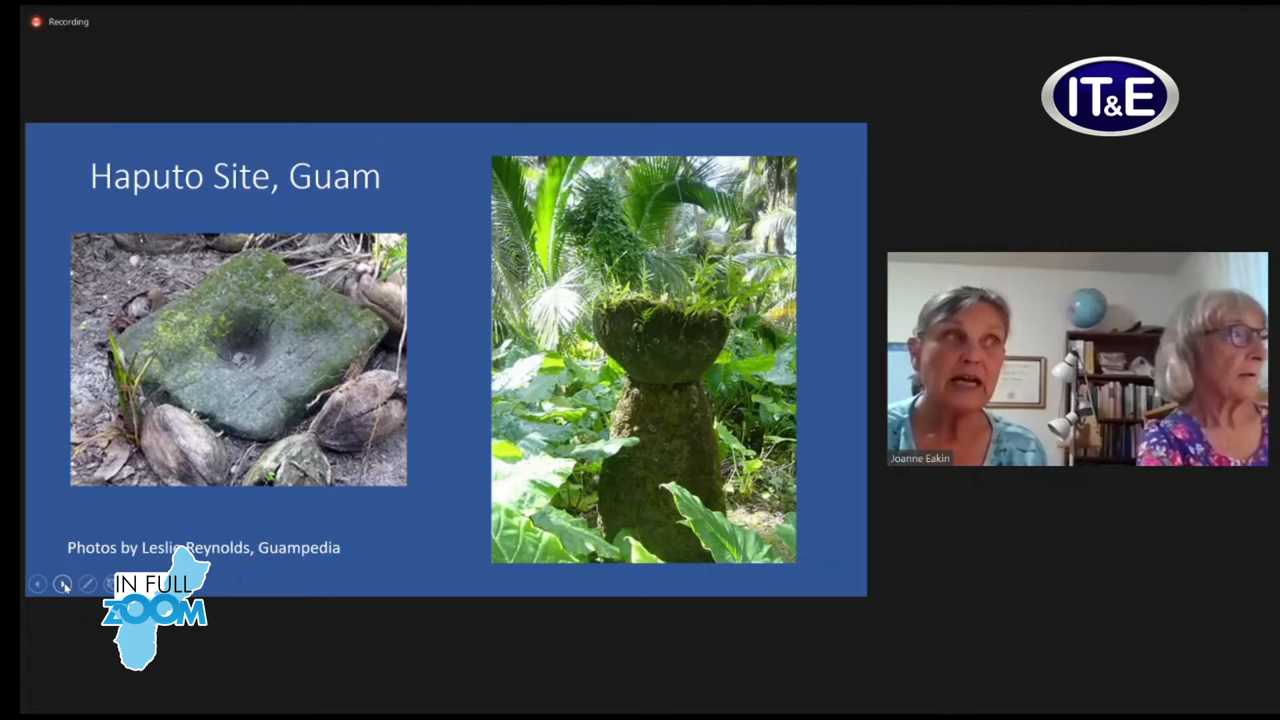 Recording
IT&E
Haputo Site, Guam
Joanne Eakin
Photos by Leslie Reynolds, Guampedia
IN FULL
ZOOM